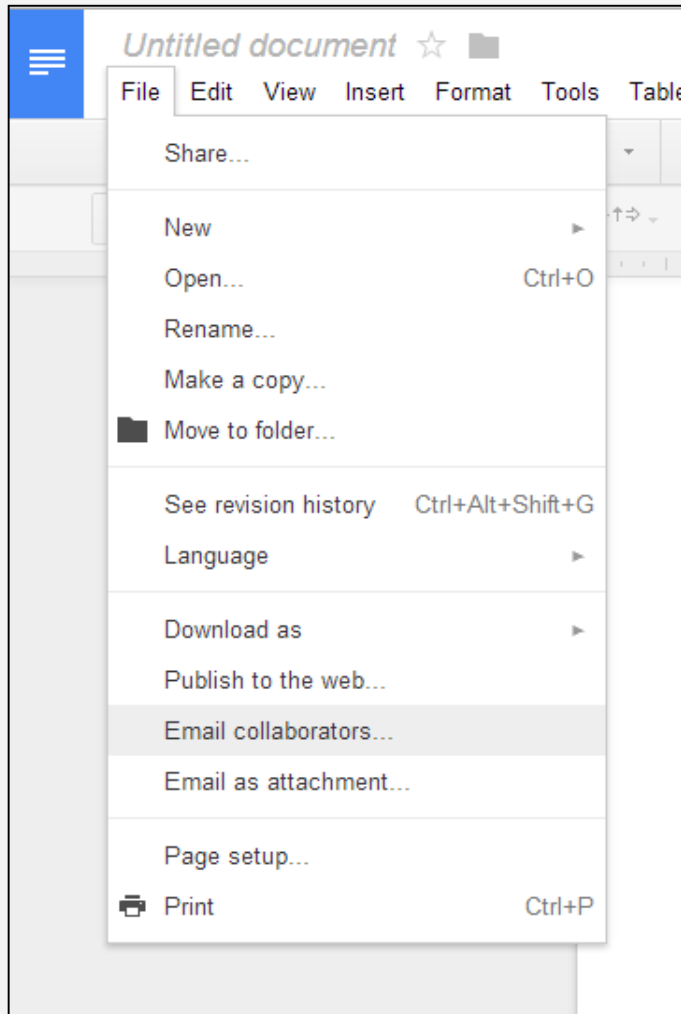 Untitled document
File Edit View Insert Format Tools Table
Share...
New
Open... Ctrl+O
Rename...
Make a copy...
Move to folder...
See revision history Ctrl+Alt+Shift+G
Language
Download as
Publish to the web...
Email collaborators...
Email as attachment...
Page setup...
Print Ctrl+P